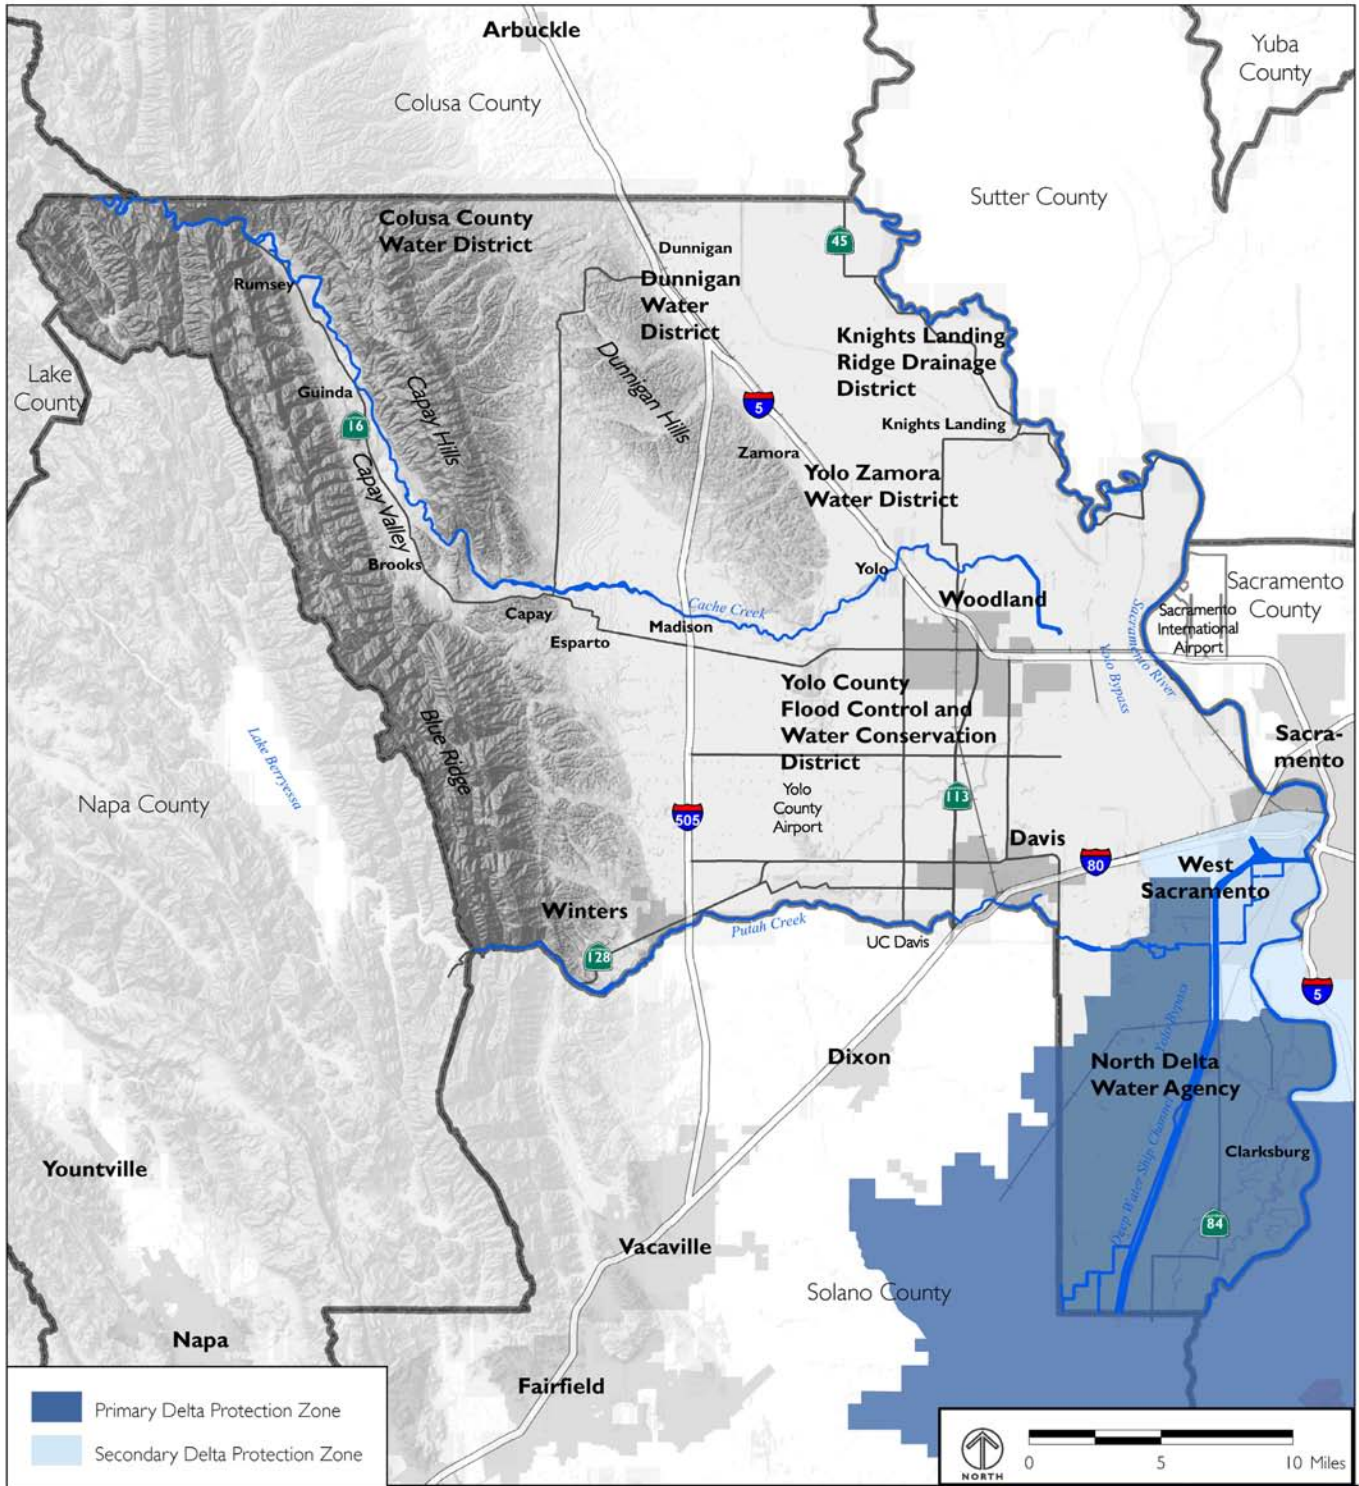 Arbuckle
Yuba
County
Colusa County
Sutter County
Colusa County
Water District
45
Dunnigan
Dunnigan
Water
District
Rumsey
Knights Landing
Ridge Drainage
District
Lake
County
Dunnigan Hills
Guinda
Capay Hills
16
5
Knights Landing
Zamora
Yolo Zamora
Water District
Capay Valley
Brooks
Yolo
Woodland
Sacramento
County
Cache Creek
Capay
Madison
Esparto
Sacramento
International
Airport
Sacramento River
Yolo Bypass
Yolo County
Flood Control and
Water Conservation
District
Blue Ridge
Lake Berryessa
Sacra-
mento
Napa County
Yolo
County
Airport
505
113
Davis
80
West
Sacramento
Winters
Putah Creek
UC Davis
128
5
Yolo Bypass
Dixon
North Delta
Water Agency
Deep Water Ship Channel
Clarksburg
Yountville
84
Vacaville
Solano County
Napa
Fairfield
Primary Delta Protection Zone
Secondary Delta Protection Zone
NORTH
0 5 10 Miles